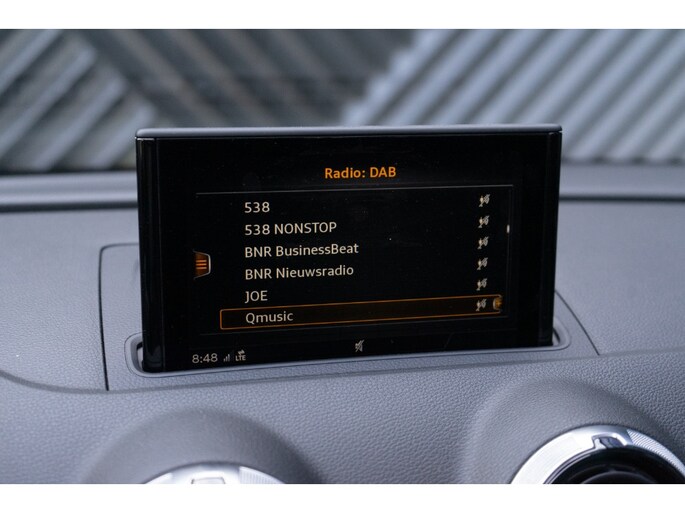 Radio: DAB
538
538 NONSTOP
BNR BusinessBeat
BNR Nieuwsradio
JOE
Qmusic
8:48 LTE